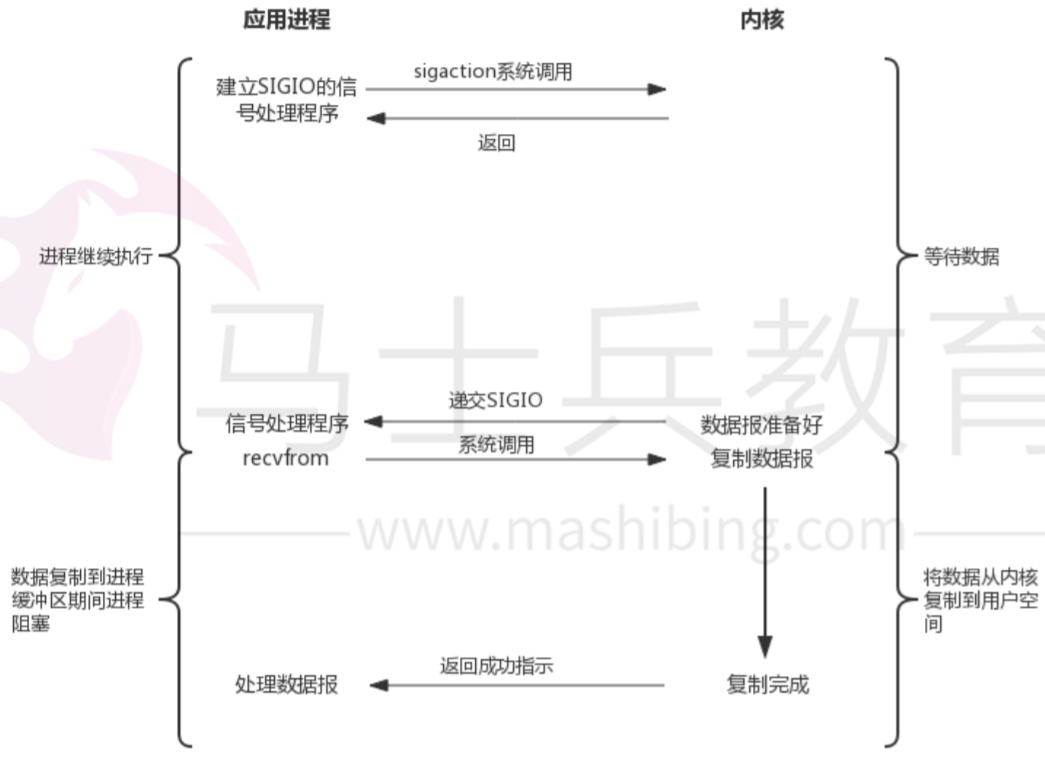 应用进程
内核
sigaction系统调用
建立SIGIO的信
号处理程序
返回
进程继续执行
等待数据
马士兵教育
递交SIGIO
信号处理程序
数据报准备好
系统调用
recvfrom
复制数据报
www.mashibing.com
数据复制到进程
缓冲区期间进程
阻塞
将数据从内核
复制到用户空
间
返回成功指示
处理数据报
复制完成